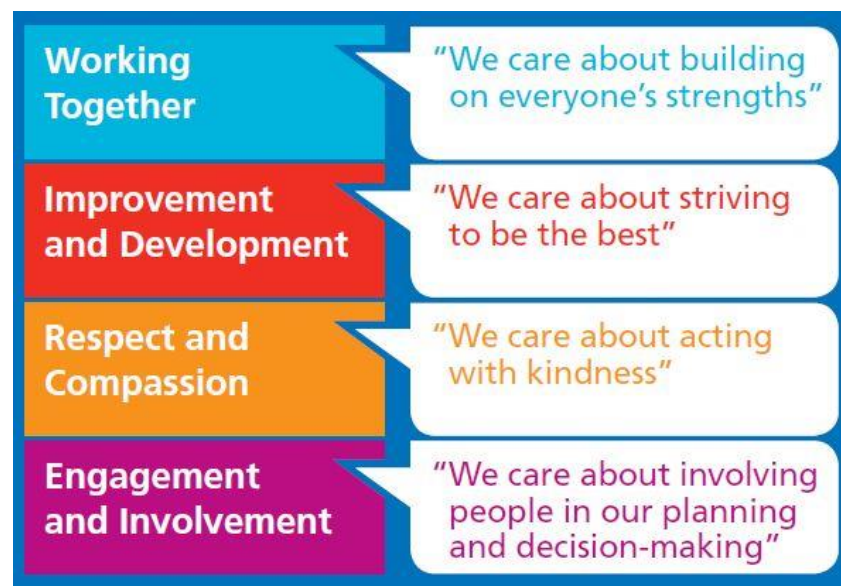 Working
Together
“We care about building
on everyone’s strengths”
Improvement
and Development
“We care about striving
to be the best”
Respect and
Compassion
“We care about acting
with kindness”
Engagement
and Involvement
“We care about involving
people in our planning
and decision-making”